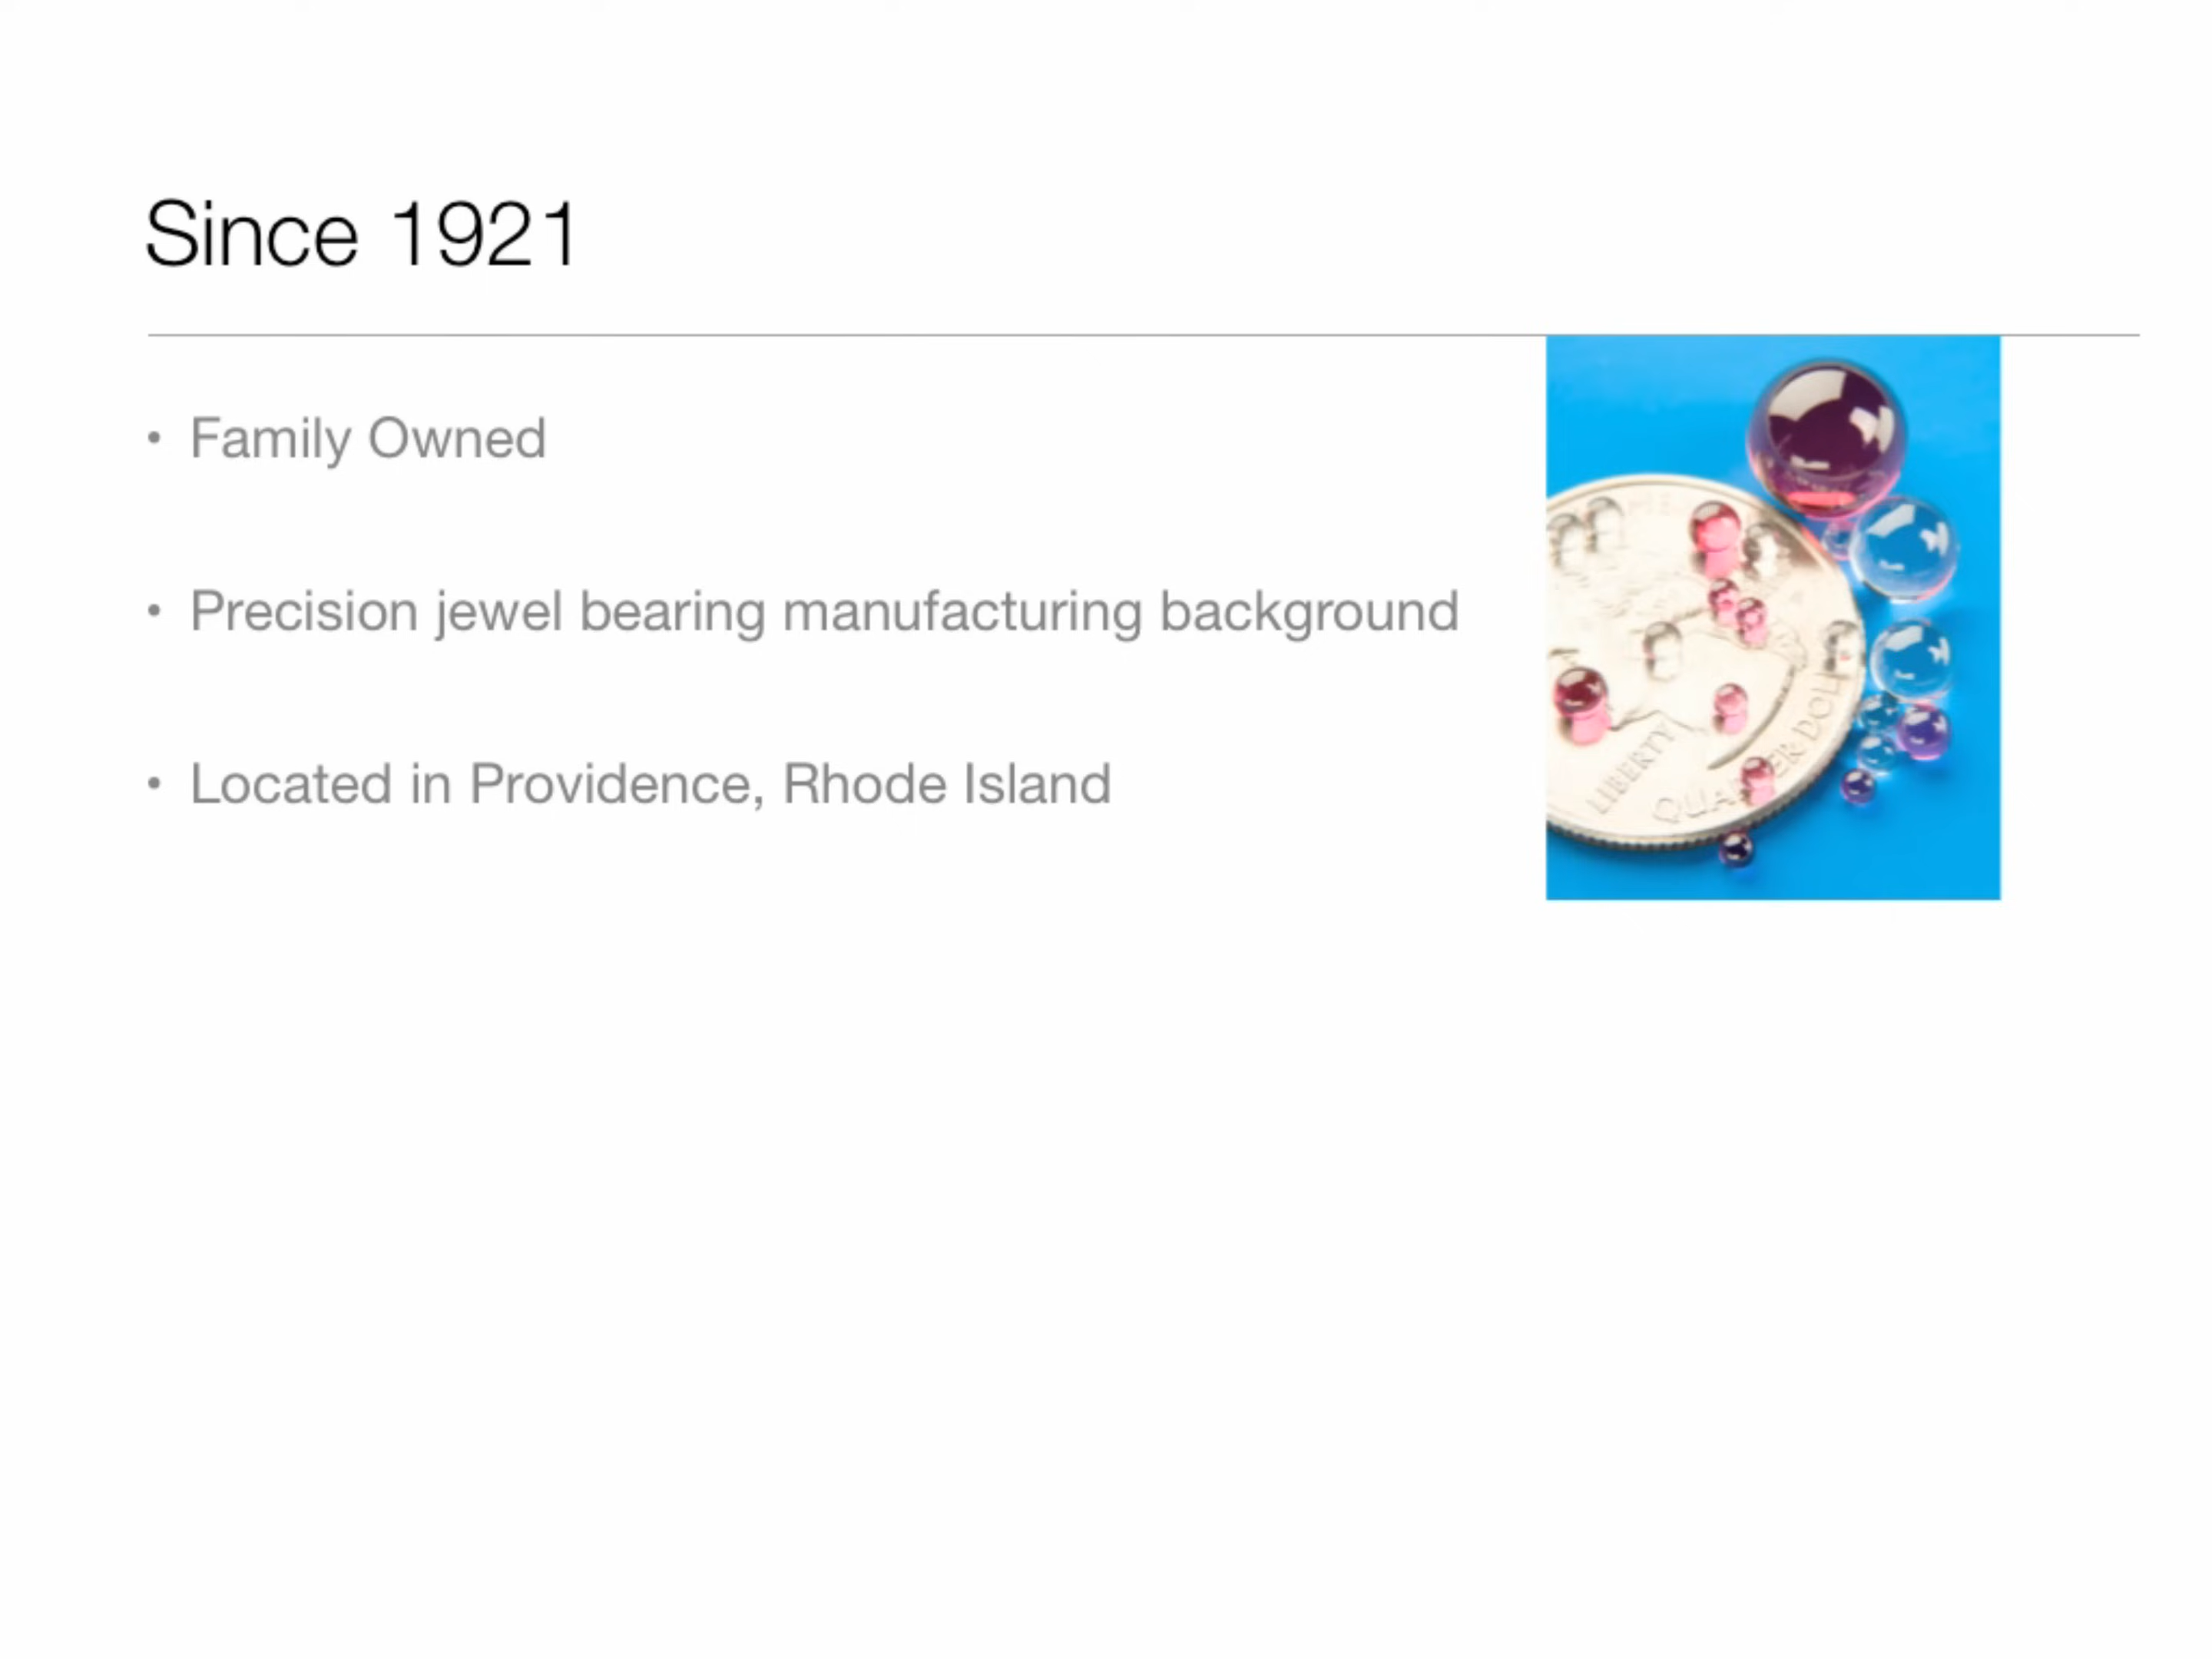 Since 1921
• Family Owned
• Precision jewel bearing manufacturing background
• Located in Providence, Rhode Island
LIBERTY